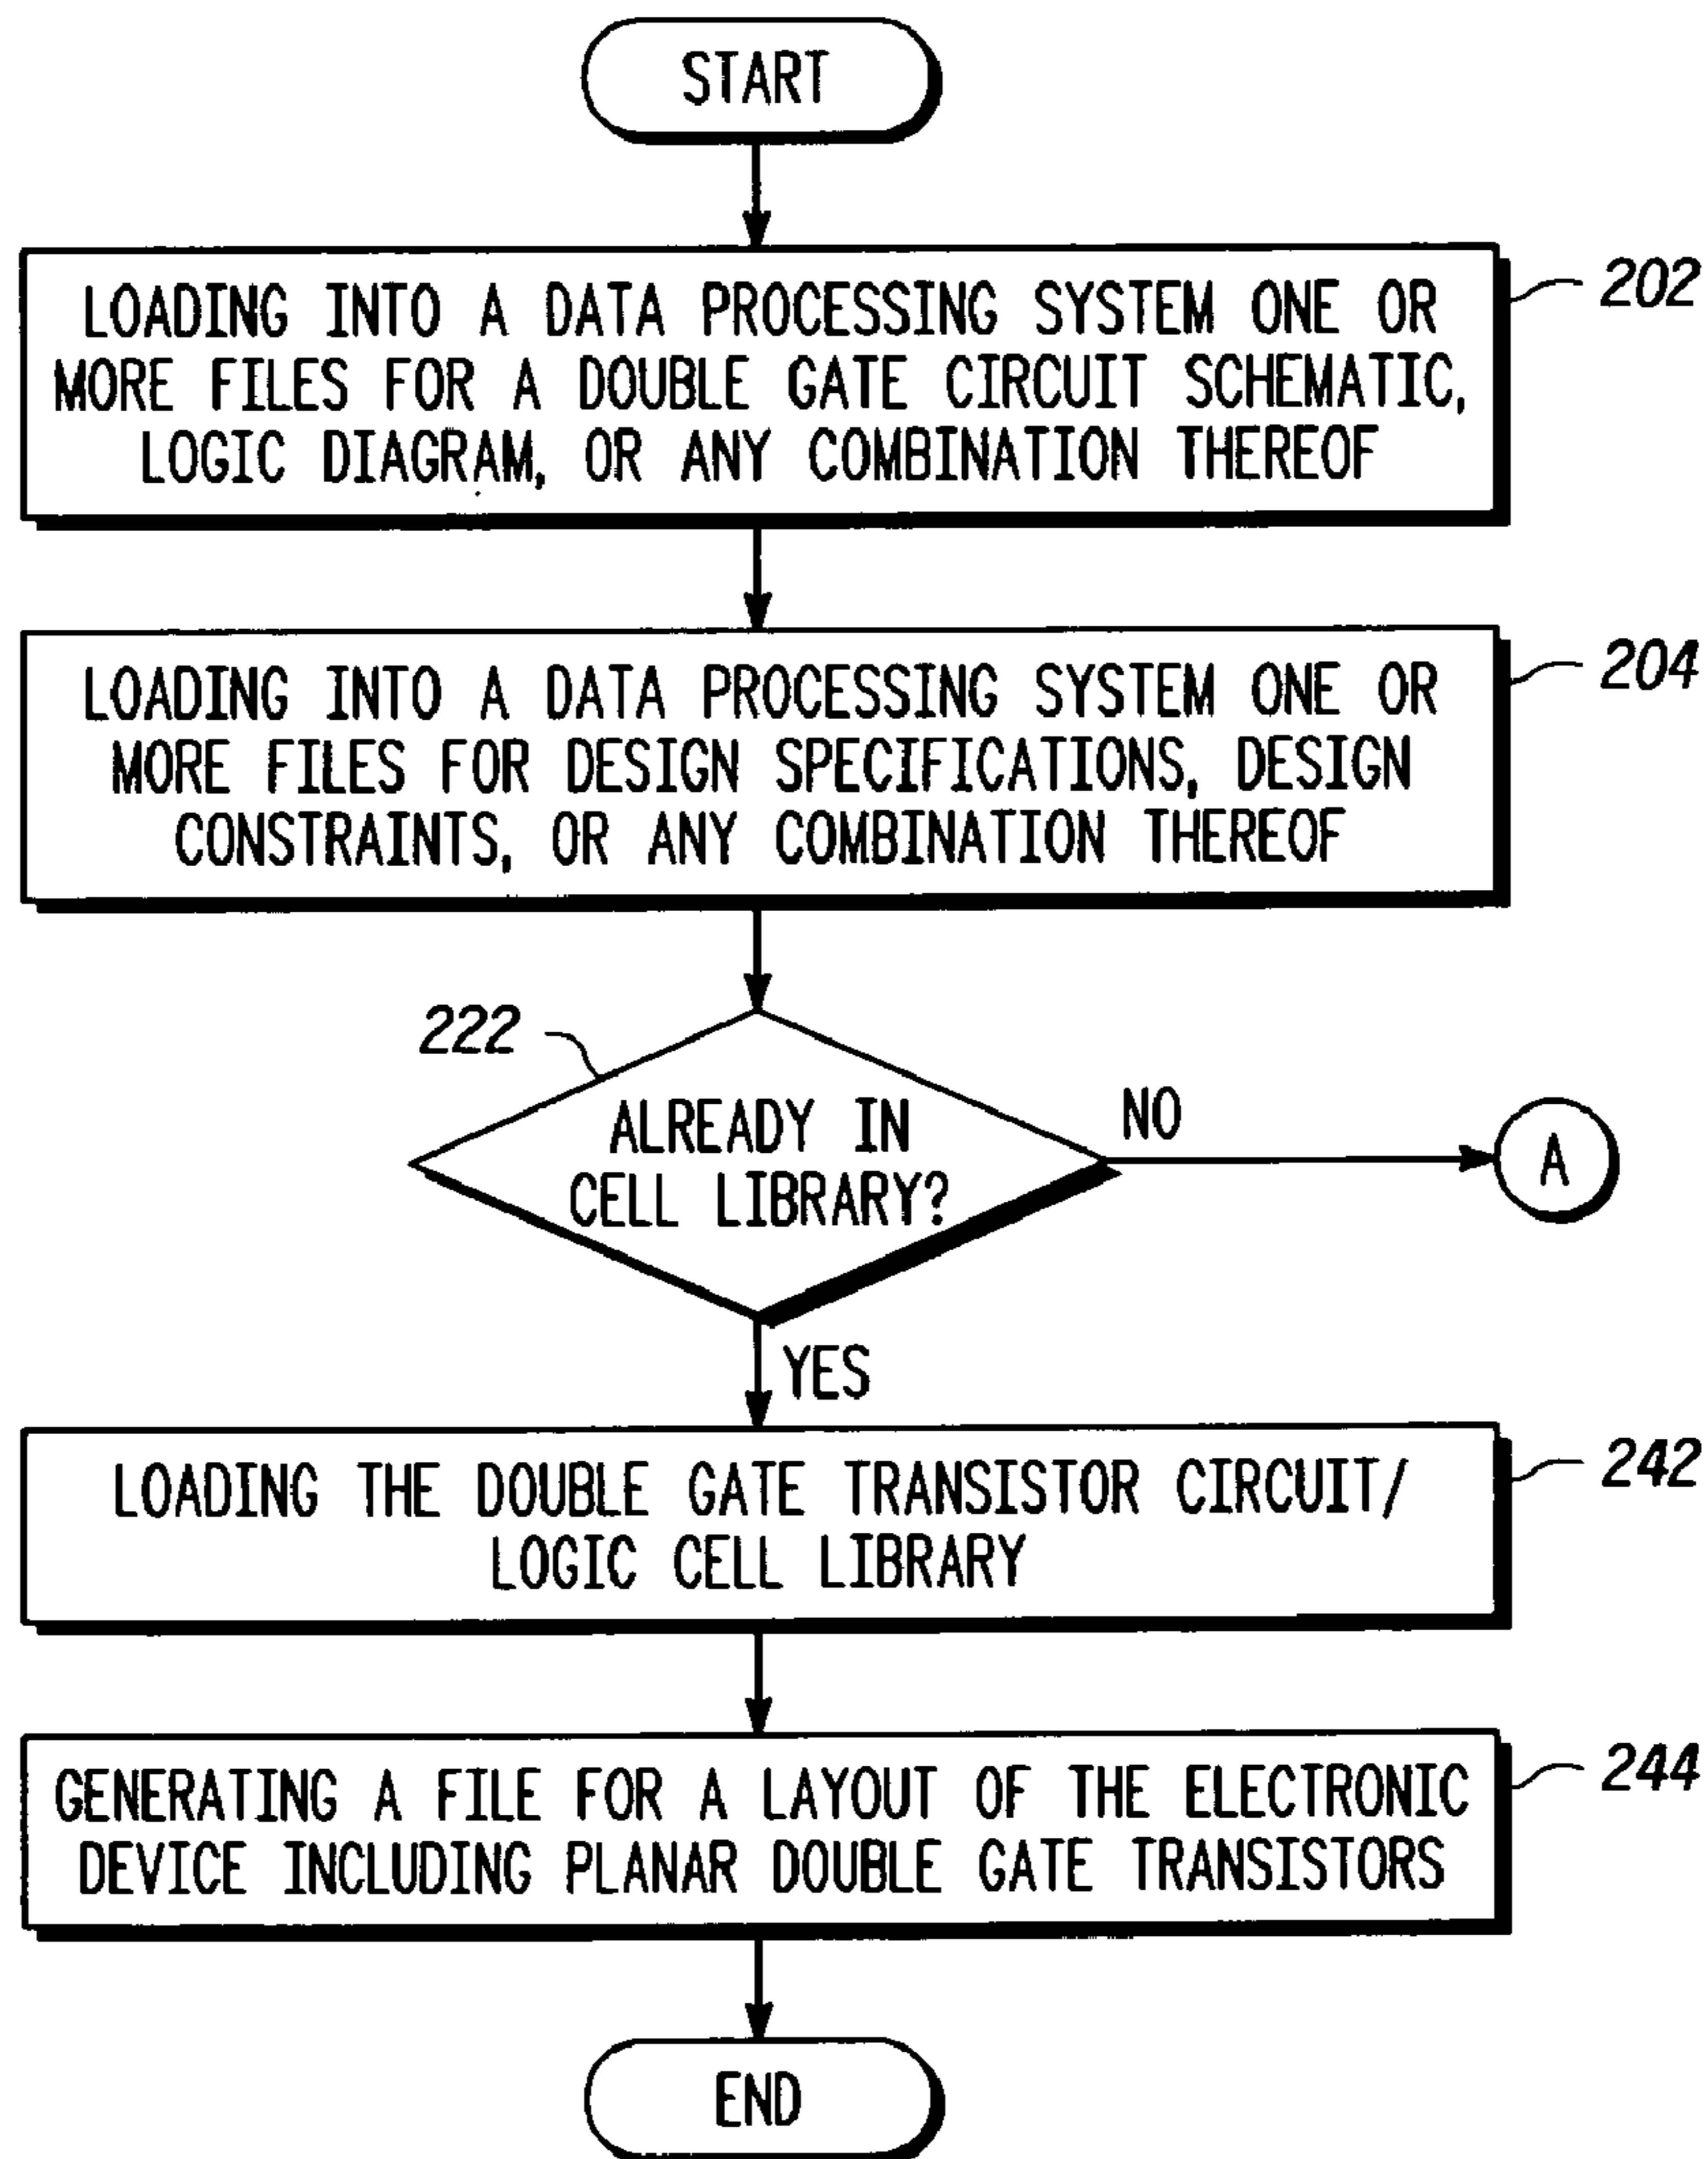 START
LOADING INTO A DATA PROCESSING SYSTEM ONE OR
MORE FILES FOR A DOUBLE GATE CIRCUIT SCHEMATIC,
LOGIC DIAGRAM, OR ANY COMBINATION THEREOF
202
LOADING INTO A DATA PROCESSING SYSTEM ONE OR
MORE FILES FOR DESIGN SPECIFICATIONS, DESIGN
CONSTRAINTS, OR ANY COMBINATION THEREOF
204
222
ALREADY IN
CELL LIBRARY?
NO
A
YES
LOADING THE DOUBLE GATE TRANSISTOR CIRCUIT/
LOGIC CELL LIBRARY
242
GENERATING A FILE FOR A LAYOUT OF THE ELECTRONIC
DEVICE INCLUDING PLANAR DOUBLE GATE TRANSISTORS
244
END